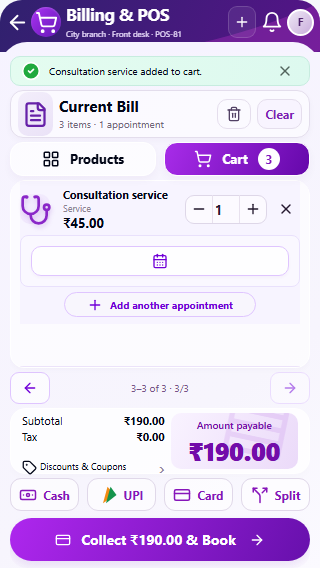 Billing & POS
City branch · Front desk · POS-81
F
Consultation service added to cart.
Current Bill
3 items · 1 appointment
Clear
Products
Cart 3
Consultation service
Service
₹45.00
1
Add another appointment
3–3 of 3 · 3/3
Subtotal ₹190.00
Tax ₹0.00
Discounts & Coupons
Amount payable
₹190.00
Cash
UPI
Card
Split
Collect ₹190.00 & Book